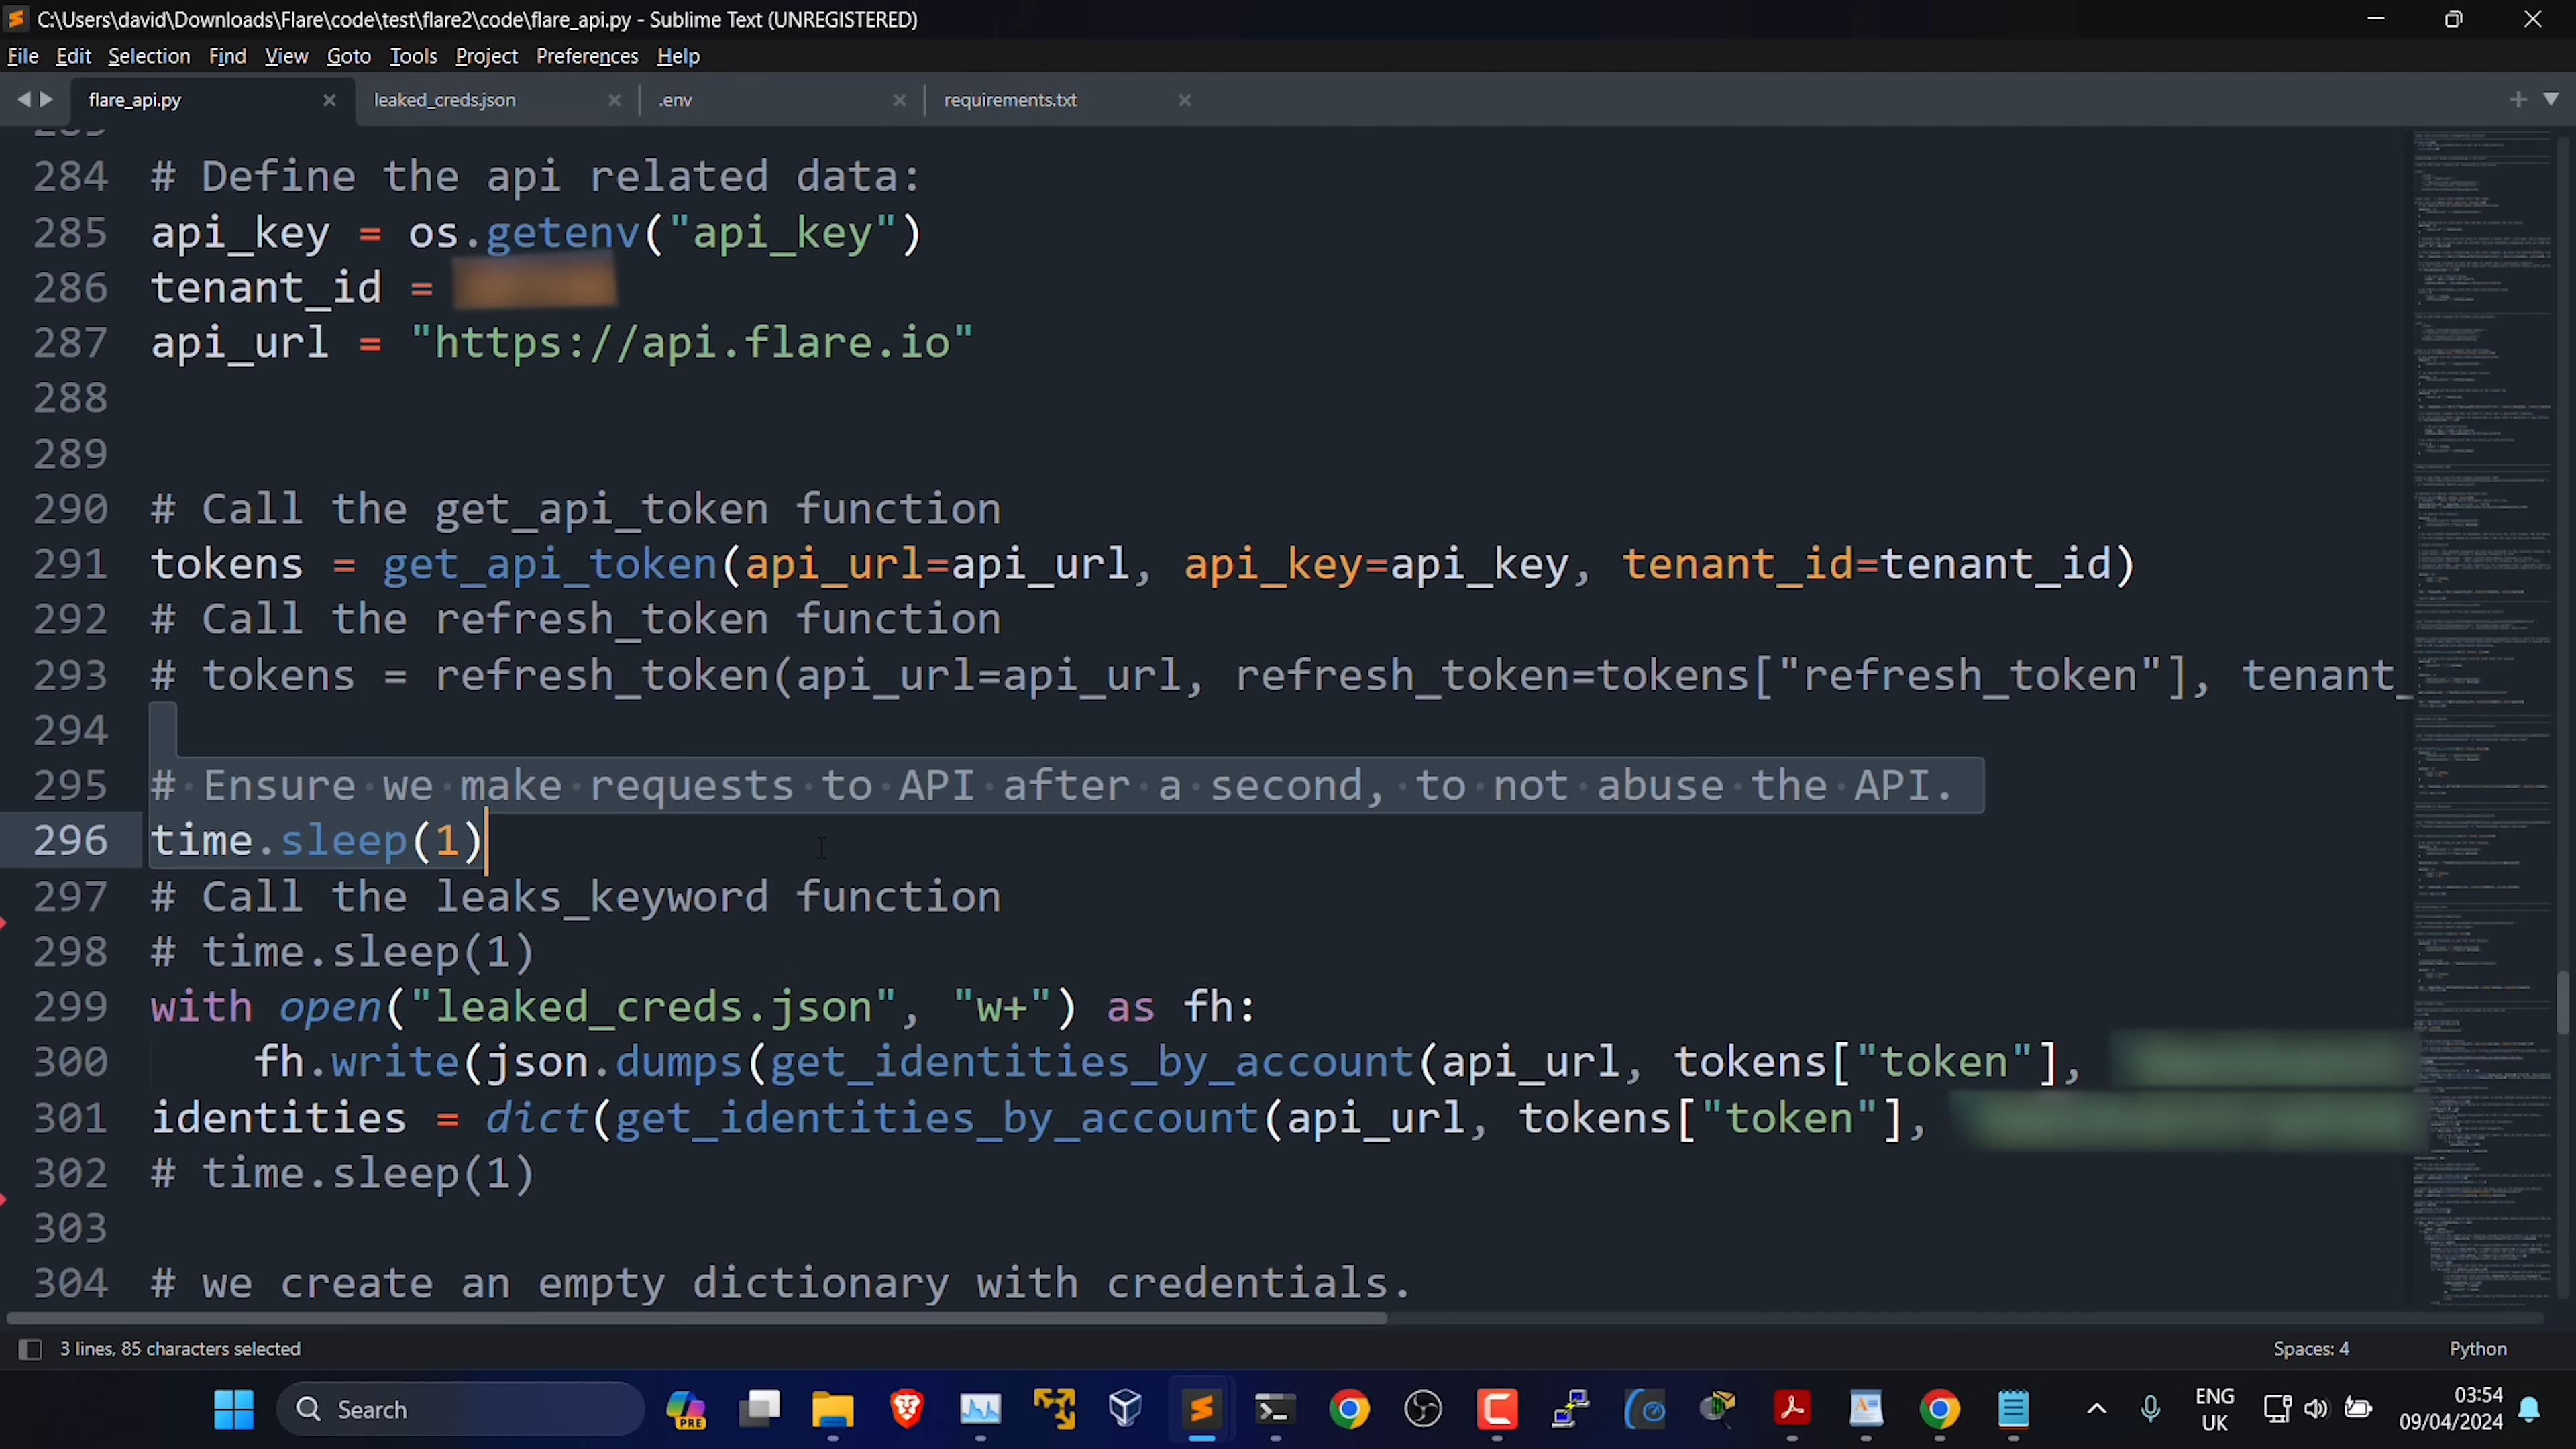 C:\Users\david\Downloads\Flare\code\test\flare2\code\flare_api.py - Sublime Text (UNREGISTERED)
File Edit Selection Find View Goto Tools Project Preferences Help
flare_api.py leaked_creds.json .env requirements.txt
284 # Define the api related data:
285 api_key = os.getenv("api_key")
286 tenant_id =
287 api_url = "https://api.flare.io"
288
289
290 # Call the get_api_token function
291 tokens = get_api_token(api_url=api_url, api_key=api_key, tenant_id=tenant_id)
292 # Call the refresh_token function
293 # tokens = refresh_token(api_url=api_url, refresh_token=tokens["refresh_token"], tenant_
294
295 # Ensure we make requests to API after a second, to not abuse the API.
296 time.sleep(1)
297 # Call the leaks_keyword function
298 # time.sleep(1)
299 with open("leaked_creds.json", "w+") as fh:
300 fh.write(json.dumps(get_identities_by_account(api_url, tokens["token"],
301 identities = dict(get_identities_by_account(api_url, tokens["token"],
302 # time.sleep(1)
303
304 # we create an empty dictionary with credentials.
3 lines, 85 characters selected Spaces: 4 Python
Search PRE ENG UK 03:54 09/04/2024